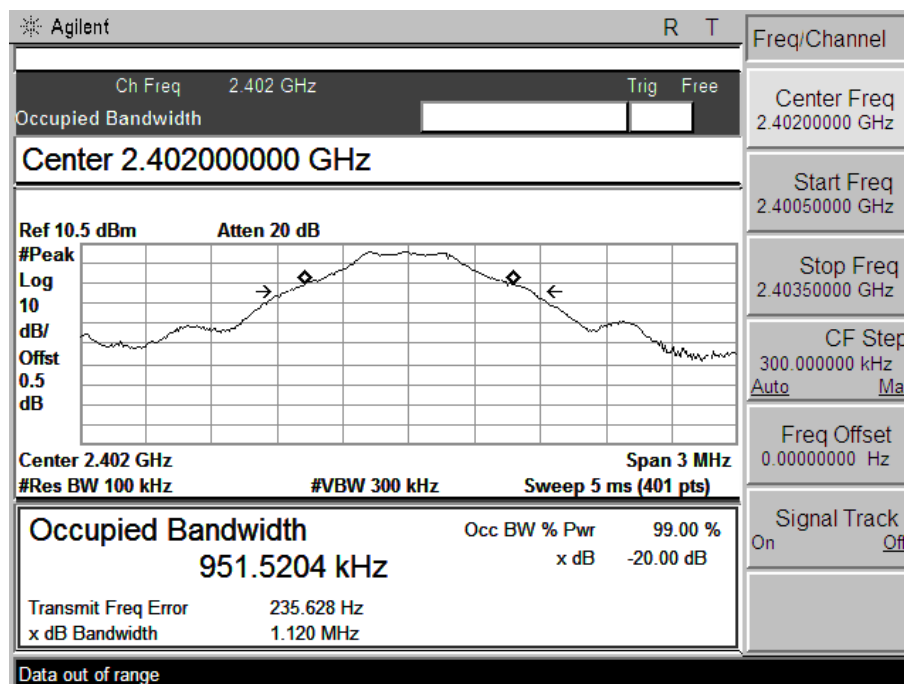 Agilent R T
Freq/Channel
Ch Freq 2.402 GHz Trig Free
Occupied Bandwidth
Center 2.402000000 GHz
Center Freq
2.40200000 GHz
Start Freq
2.40050000 GHz
Stop Freq
2.40350000 GHz
CF Step
300.000000 kHz
Auto Ma
Freq Offset
0.00000000 Hz
Signal Track
On Off
Ref 10.5 dBm Atten 20 dB
#Peak
Log
10
dB/
Offst
0.5
dB
Center 2.402 GHz Span 3 MHz
#Res BW 100 kHz #VBW 300 kHz Sweep 5 ms (401 pts)
Occupied Bandwidth Occ BW % Pwr 99.00 %
951.5204 kHz x dB -20.00 dB
Transmit Freq Error 235.628 Hz
x dB Bandwidth 1.120 MHz
Data out of range